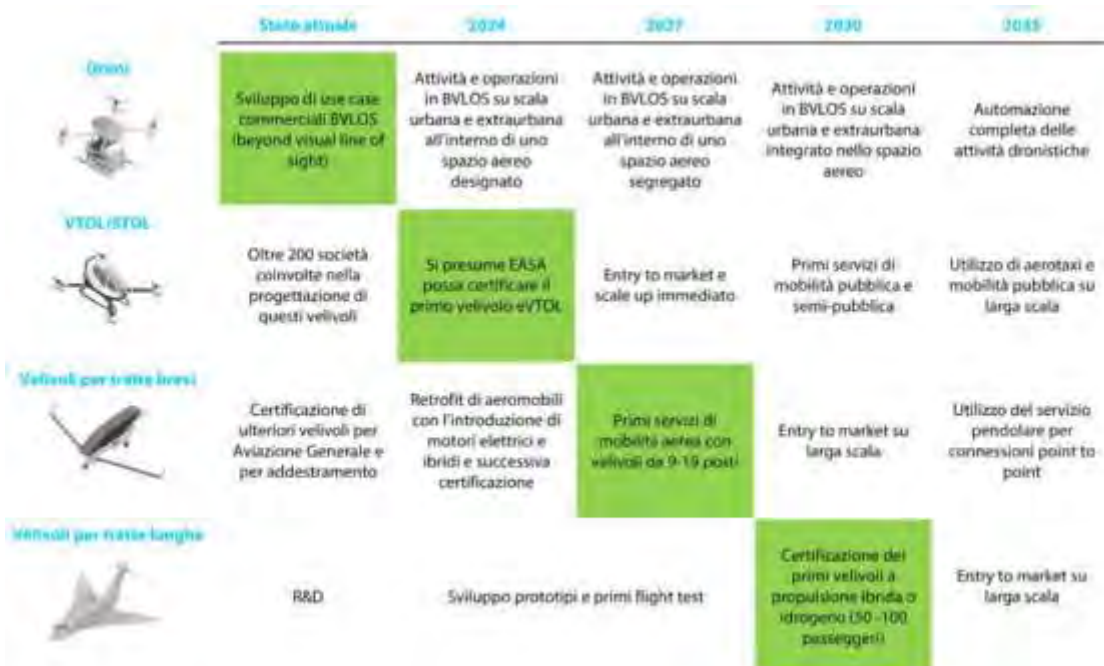 Stato attuale
2024
2027
2030
2035
Droni
Sviluppo di use case
commerciali BVLOS
(beyond visual line of
sight)
Attività e operazioni
in BVLOS su scala
urbana e extraurbana
all'interno di uno
spazio aereo
designato
Attività e operazioni
in BVLOS su scala
urbana e extraurbana
all'interno di uno
spazio aereo
segregato
Attività e operazioni
in BVLOS su scala
urbana e extraurbana
integrato nello spazio
aereo
Automazione
completa delle
attività dronistiche
VTOL/STOL
Oltre 200 società
coinvolte nella
progettazione di
questi velivoli
Si presume EASA
possa certificare il
primo velivolo eVTOL
Entry to market e
scale up immediato
Primi servizi di
mobilità pubblica e
semi-pubblica
Utilizzo di aerotaxi e
mobilità pubblica su
larga scala
Velivoli per tratte brevi
Certificazione di
ulteriori velivoli per
Aviazione Generale e
per addestramento
Retrofit di aeromobili
con l'introduzione di
motori elettrici e
ibridi e successiva
certificazione
Primi servizi di
mobilità aerea con
velivoli da 9-19 posti
Entry to market su
larga scala
Utilizzo del servizio
pendolare per
connessioni point to
point
Velivoli per tratte lunghe
R&D
Sviluppo prototipi e primi flight test
Certificazione dei
primi velivoli a
propulsione ibrida o
idrogeno (50 -100
passeggeri)
Entry to market su
larga scala